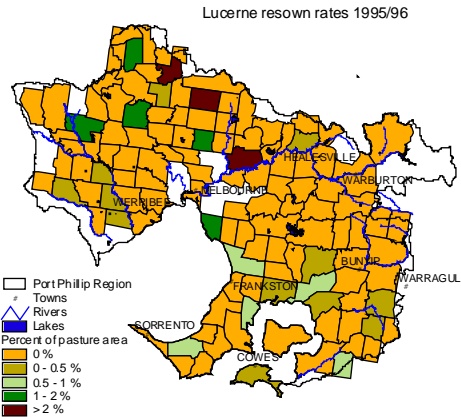 Lucerne resown rates 1995/96
HEALESVILLE
WARBURTON
MELBOURNE
WERRIBEE
BUNYIP
WARRAGUL
FRANKSTON
SORRENTO
COWES
Port Phillip Region
Towns
Rivers
Lakes
Percent of pasture area
0 %
0 - 0.5 %
0.5 - 1 %
1 - 2 %
> 2 %